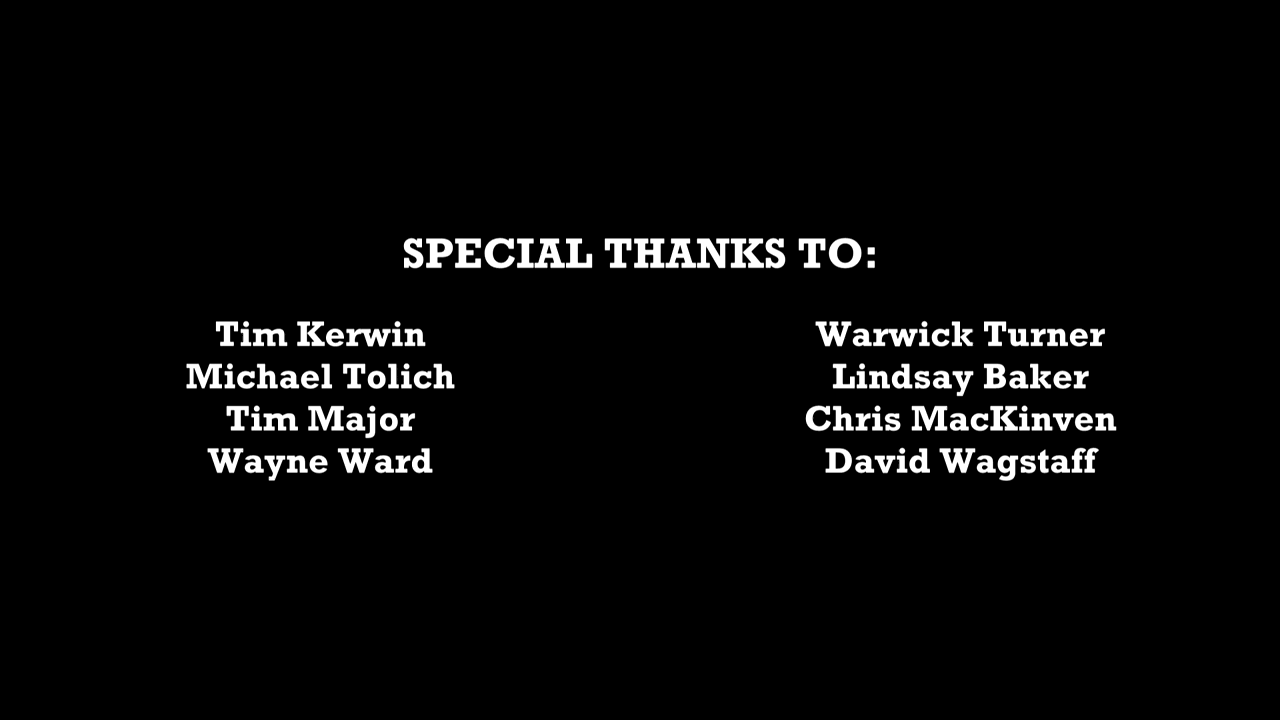 SPECIAL THANKS TO:
Tim Kerwin
Michael Tolich
Tim Major
Wayne Ward
Warwick Turner
Lindsay Baker
Chris MacKinven
David Wagstaff